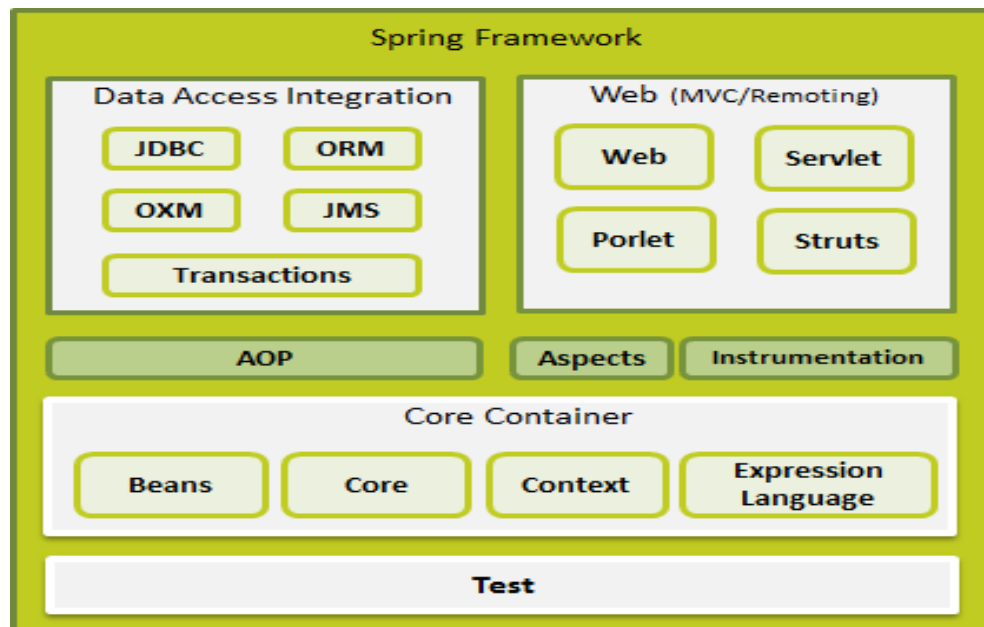 Spring Framework
Data Access Integration
JDBC
ORM
OXM
JMS
Transactions
Web (MVC/Remoting)
Web
Servlet
Porlet
Struts
AOP
Aspects
Instrumentation
Core Container
Beans
Core
Context
Expression
Language
Test